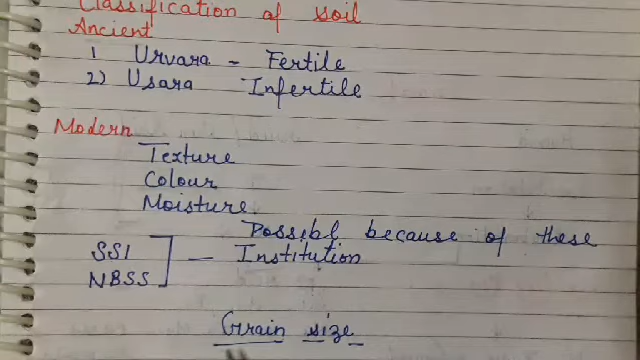 Classification of soil
Ancient
1 Urvara - Fertile
2) Usara Infertile
Modern
Texture
Colour
Moisture
Possibl because of these
SSI ] — Institution
NBSS
Grain size